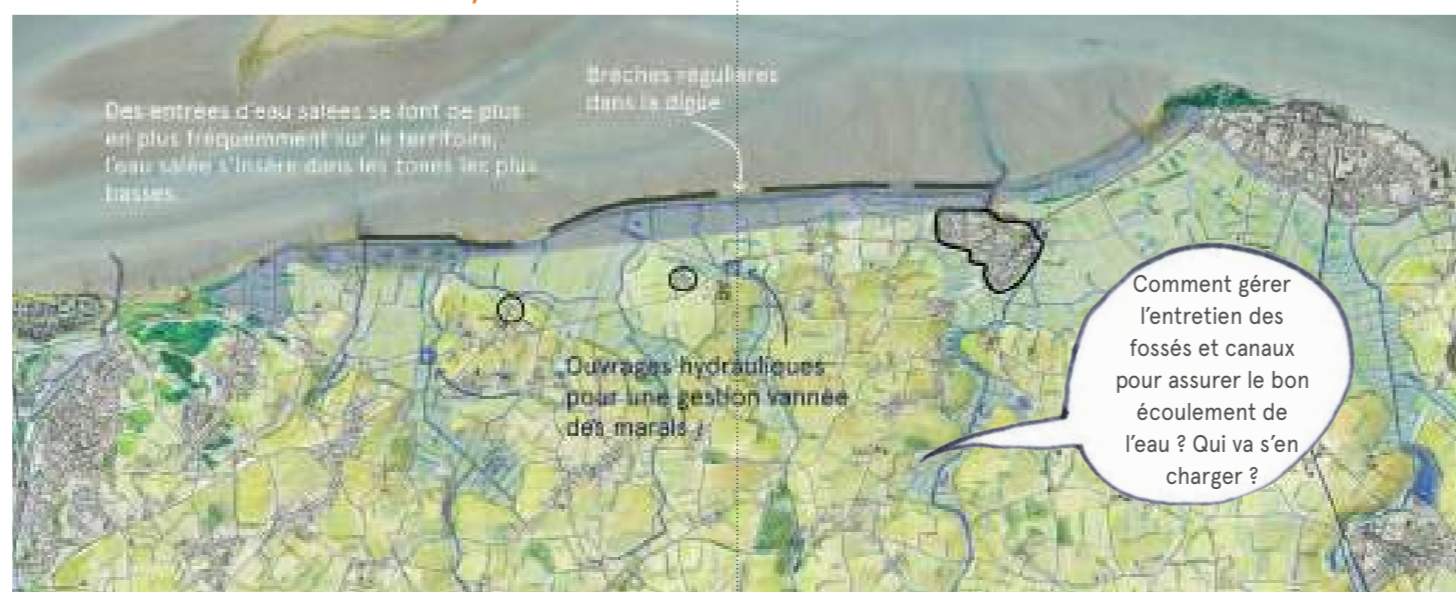 Des entrées d'eau salées se font de plus
en plus fréquemment sur le territoire,
l'eau salée s'insère dans les zones les plus
basses.
Brèches régulières
dans la digue
Ouvrages hydrauliques
pour une gestion vannée
des marais
Comment gérer
l'entretien des
fossés et canaux
pour assurer le bon
écoulement de
l'eau ? Qui va s'en
charger ?